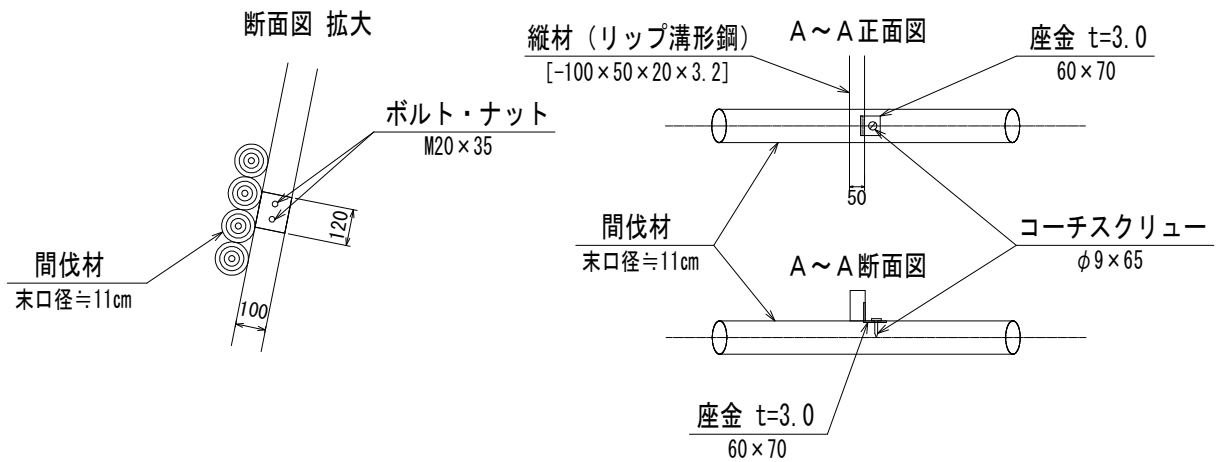 断面図 拡大
ボルト・ナット
M20×35
120
間伐材
末口径≒11㎝
100
縦材（リップ溝形鋼）
[-100×50×20×3.2]
A～A正面図
座金 t=3.0
60×70
50
間伐材
末口径≒11㎝
コーチスクリュー
φ9×65
A～A断面図
座金 t=3.0
60×70